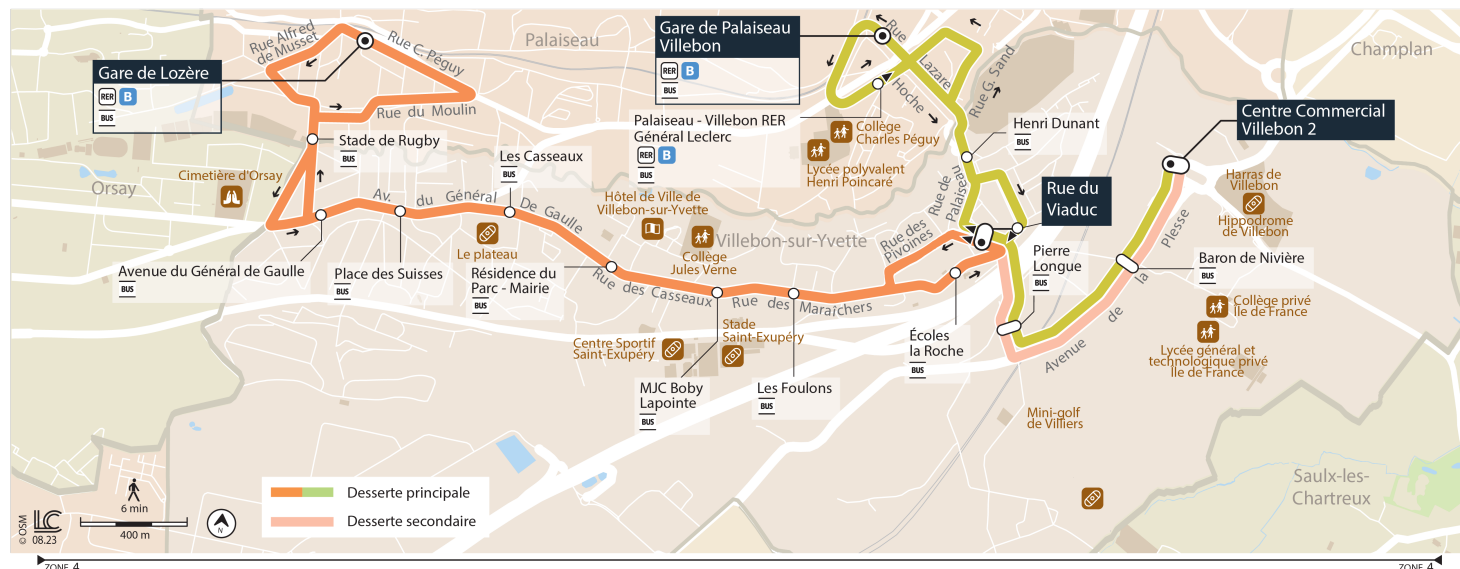 Gare de Lozère
RER B
BUS
Rue Alfred
de Musset
Rue C. Peguy
Rue du Moulin
Palaiseau
Orsay
Cimetière d'Orsay
Stade de Rugby
BUS
Les Casseaux
BUS
Av. du Général De Gaulle
Avenue du Général de Gaulle
BUS
Place des Suisses
BUS
Le plateau
Résidence du
Parc - Mairie
BUS
Hôtel de Ville de
Villebon-sur-Yvette
Collège
Jules Verne
Villebon-sur-Yvette
Rue des Casseaux
Rue des Maraîchers
Centre Sportif
Saint-Exupéry
Stade
Saint-Exupéry
MJC Boby
Lapointe
BUS
Les Foulons
BUS
Gare de Palaiseau
Villebon
RER B
BUS
Palaiseau - Villebon RER
Général Leclerc
RER B
BUS
Rue
Lazare
Hoche
Rue G. Sand
Collège
Charles Péguy
Lycée polyvalent
Henri Poincaré
Henri Dunant
BUS
Rue de
Palaiseau
Rue des
Pivoines
Rue du
Viaduc
Écoles
la Roche
BUS
Pierre
Longue
BUS
Champlan
Centre Commercial
Villebon 2
Harras de
Villebon
Hippodrome
de Villebon
Baron de Nivière
BUS
Avenue de la Plesse
Collège privé
Ile de France
Lycée général et
technologique privé
Ile de France
Mini-golf
de Villiers
Saulx-les-
Chartreux
Desserte principale
Desserte secondaire
© OSM
LC
08.23
6 min
400 m
N
ZONE 4
ZONE 4